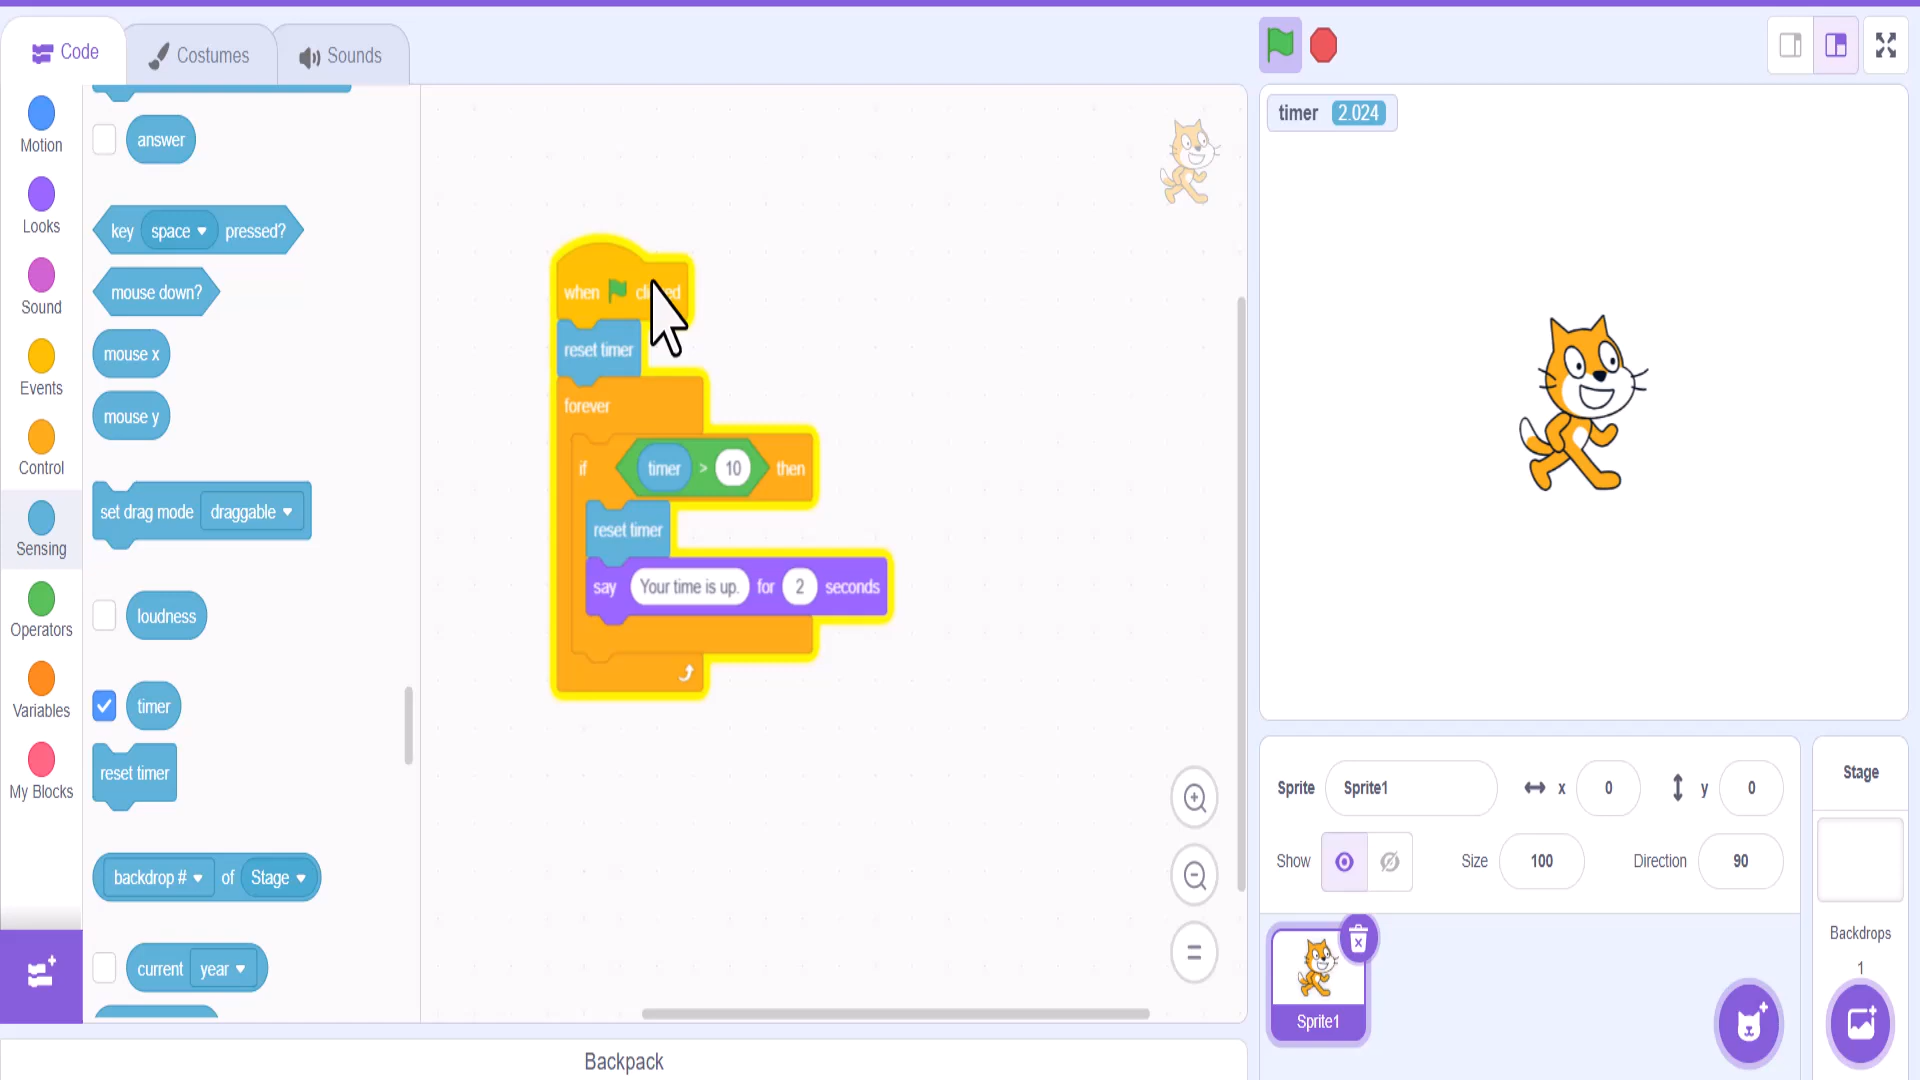 Code
Costumes
Sounds
Motion
Looks
Sound
Events
Control
Sensing
Operators
Variables
My Blocks
answer
key space pressed?
mouse down?
mouse x
mouse y
set drag mode draggable
loudness
timer
reset timer
backdrop # of Stage
current year
when
reset timer
forever
if timer > 10 then
reset timer
say Your time is up. for 2 seconds
Backpack
timer 2.024
Sprite Sprite1 x 0 y 0
Show Size 100 Direction 90
Sprite1
Stage
Backdrops
1